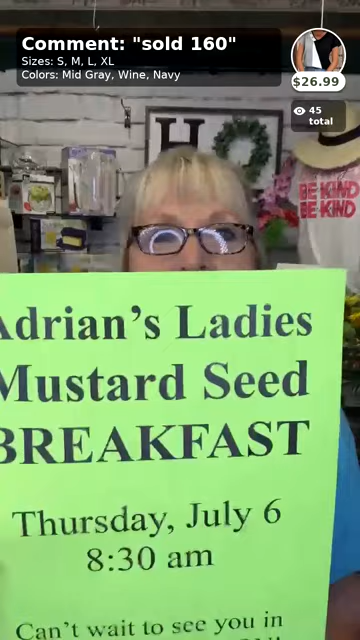 Comment: "sold 160"
Sizes: S, M, L, XL
Colors: Mid Gray, Wine, Navy
$26.99
45
total
H
BE KIND
BE KIND
Adrian's Ladies
Mustard Seed
BREAKFAST
Thursday, July 6
8:30 am
Can't wait to see you in